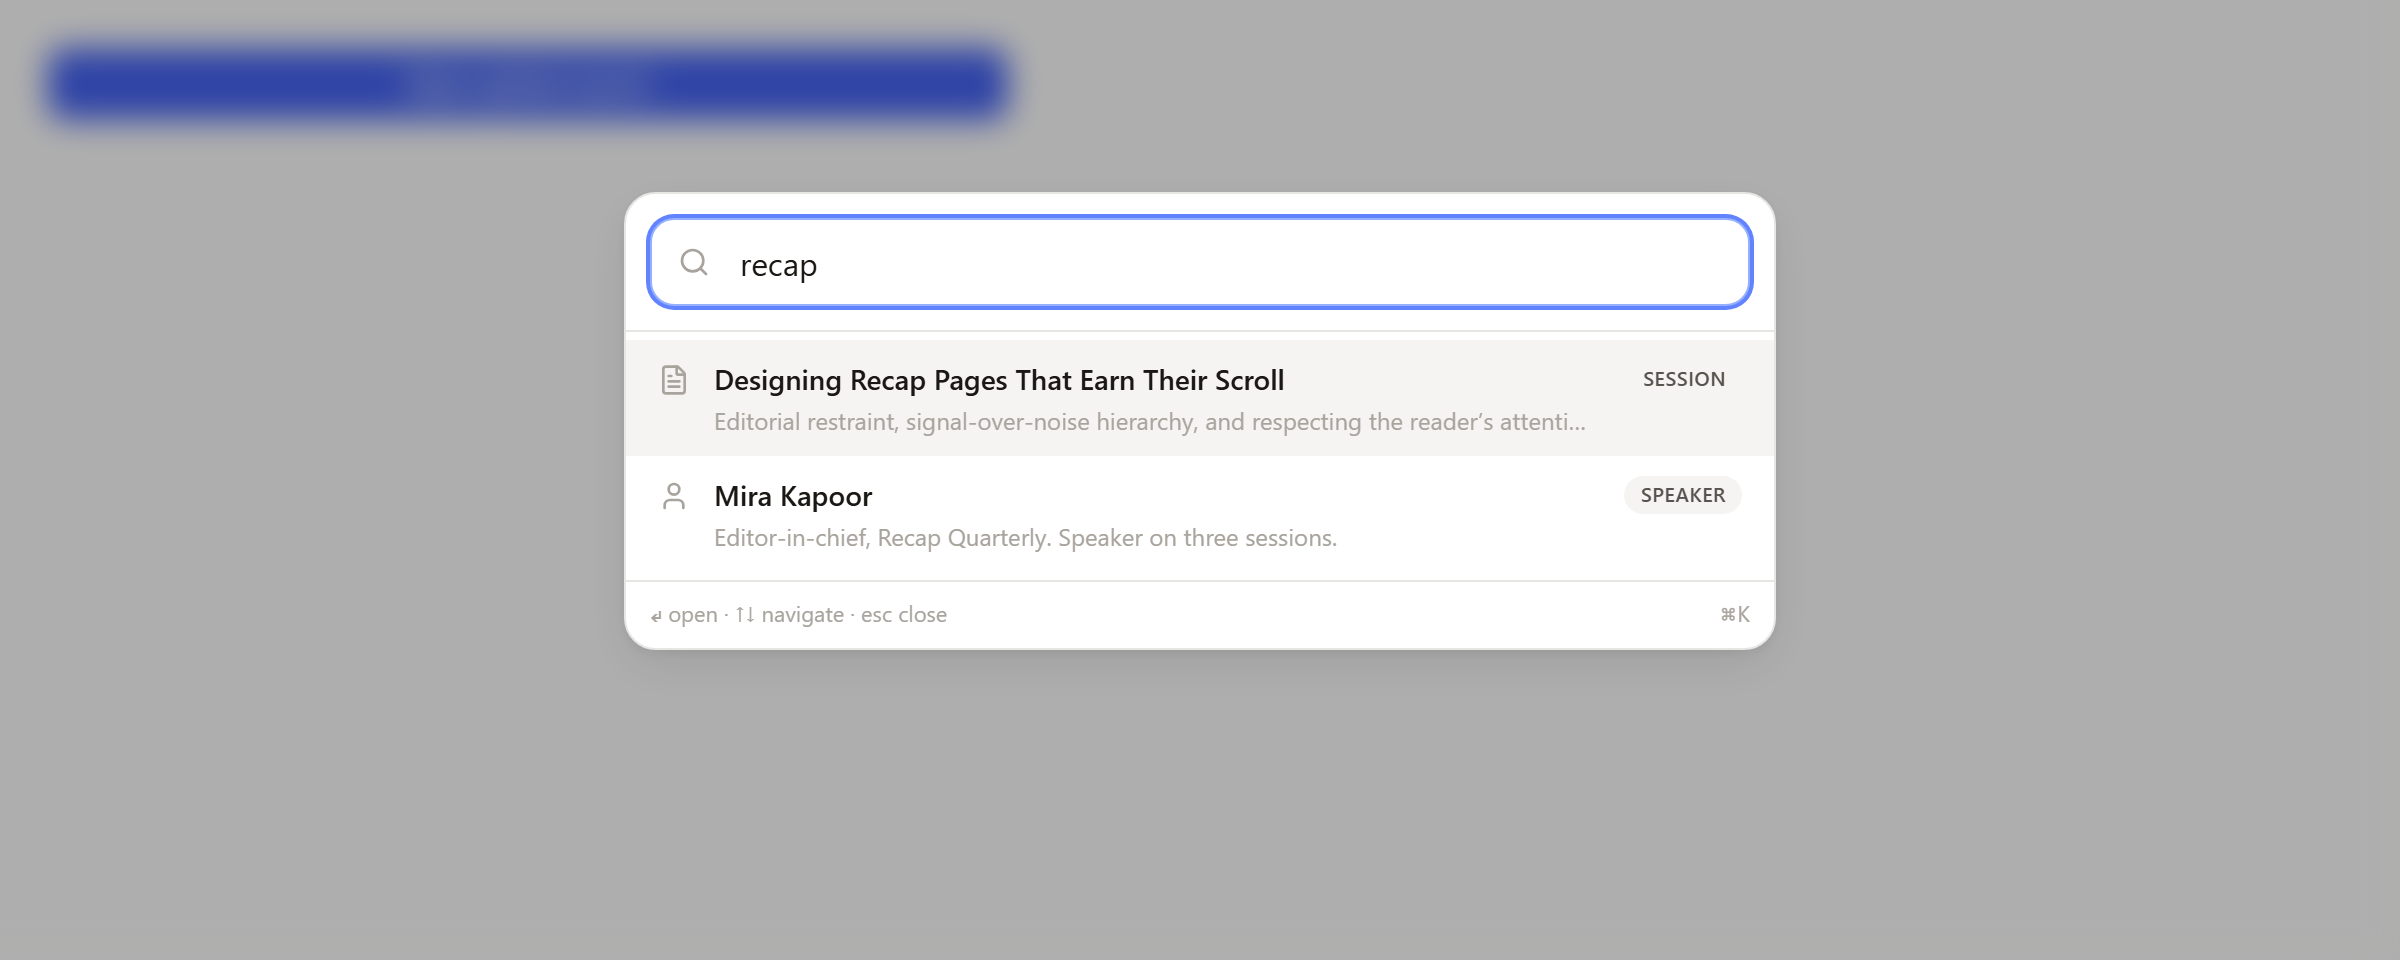 recap
Designing Recap Pages That Earn Their Scroll SESSION
Editorial restraint, signal-over-noise hierarchy, and respecting the reader’s attenti…
Mira Kapoor SPEAKER
Editor-in-chief, Recap Quarterly. Speaker on three sessions.
↲ open · ↑↓ navigate · esc close ⌘K